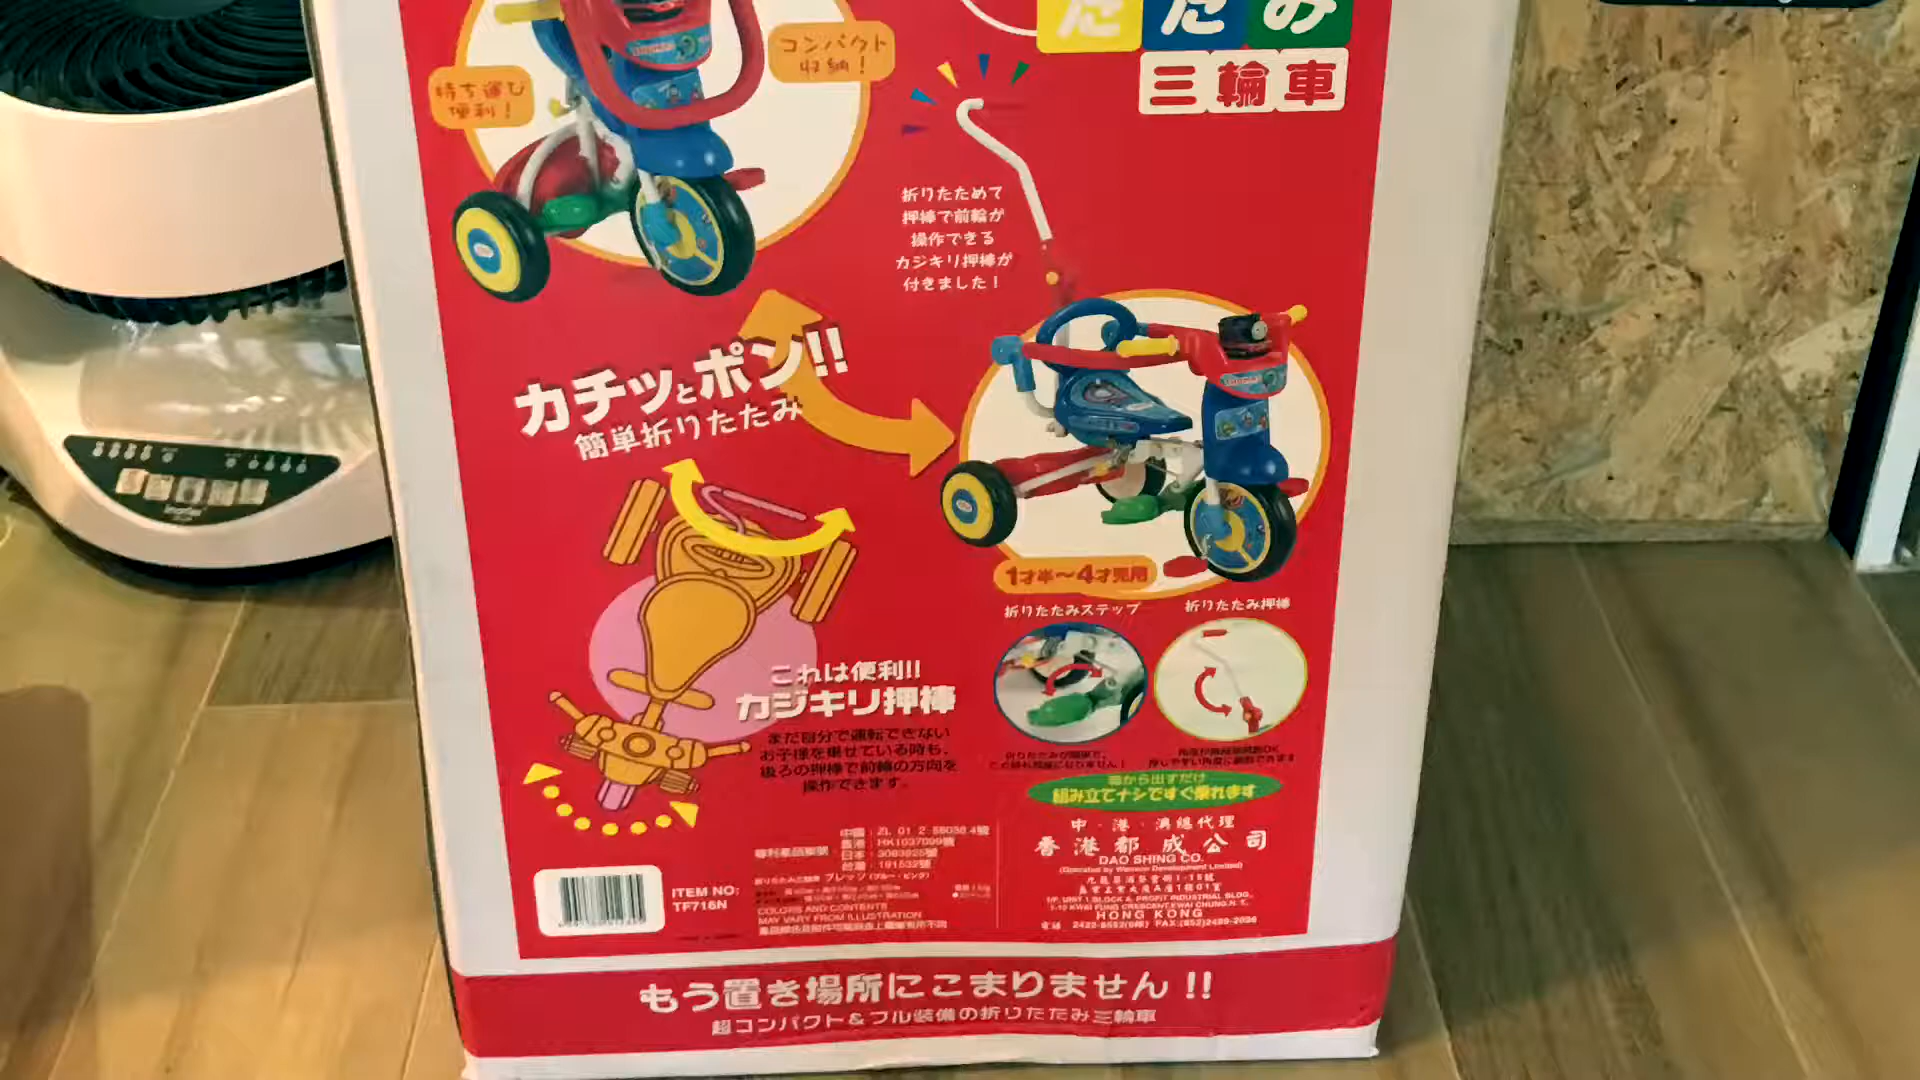 たたみ
三輪車
コンパクト
収納！
持ち運び
便利！
折りたためて
押棒で前輪が
操作できる
カジキリ押棒が
付きました！
カチッとポン!!
簡単折りたたみ
1才半〜4才児用
折りたたみステップ
折りたたみ押棒
これは便利!!
カジキリ押棒
まだ自分で運転できない
お子様を乗せている時も、
後ろの押棒で前輪の方向を
操作できます。
箱から出すだけ
組み立てナシですぐ乗れます
中・港・澳總代理
香港都成公司
DAO SHING CO.
HONG KONG
ITEM NO:
TF716N
COLORS AND CONTENTS
MAY VARY FROM ILLUSTRATION
もう置き場所にこまりません !!
超コンパクト＆フル装備の折りたたみ三輪車